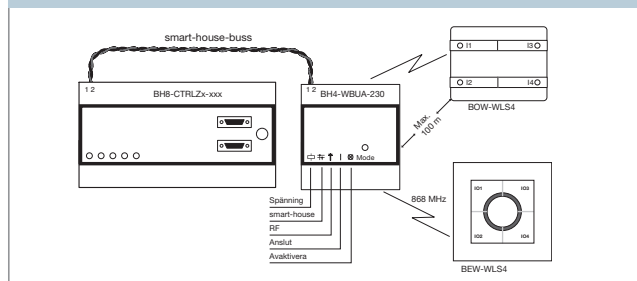 smart-house-buss
1 2
BH8-CTRLZx-xxx
1 2
BH4-WBUA-230
I1
I3
I2
I4
BOW-WLS4
Max.
100 m
Mode
Spänning
smart-house
RF
Anslut
Avaktivera
868 MHz
IO1
IO3
IO2
IO4
BEW-WLS4